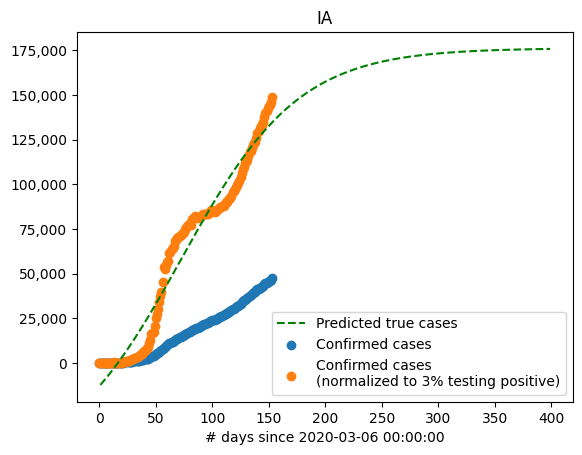 IA
175,000
150,000
125,000
100,000
75,000
50,000
25,000
0
Predicted true cases
Confirmed cases
Confirmed cases
(normalized to 3% testing positive)
0 50 100 150 200 250 300 350 400
# days since 2020-03-06 00:00:00